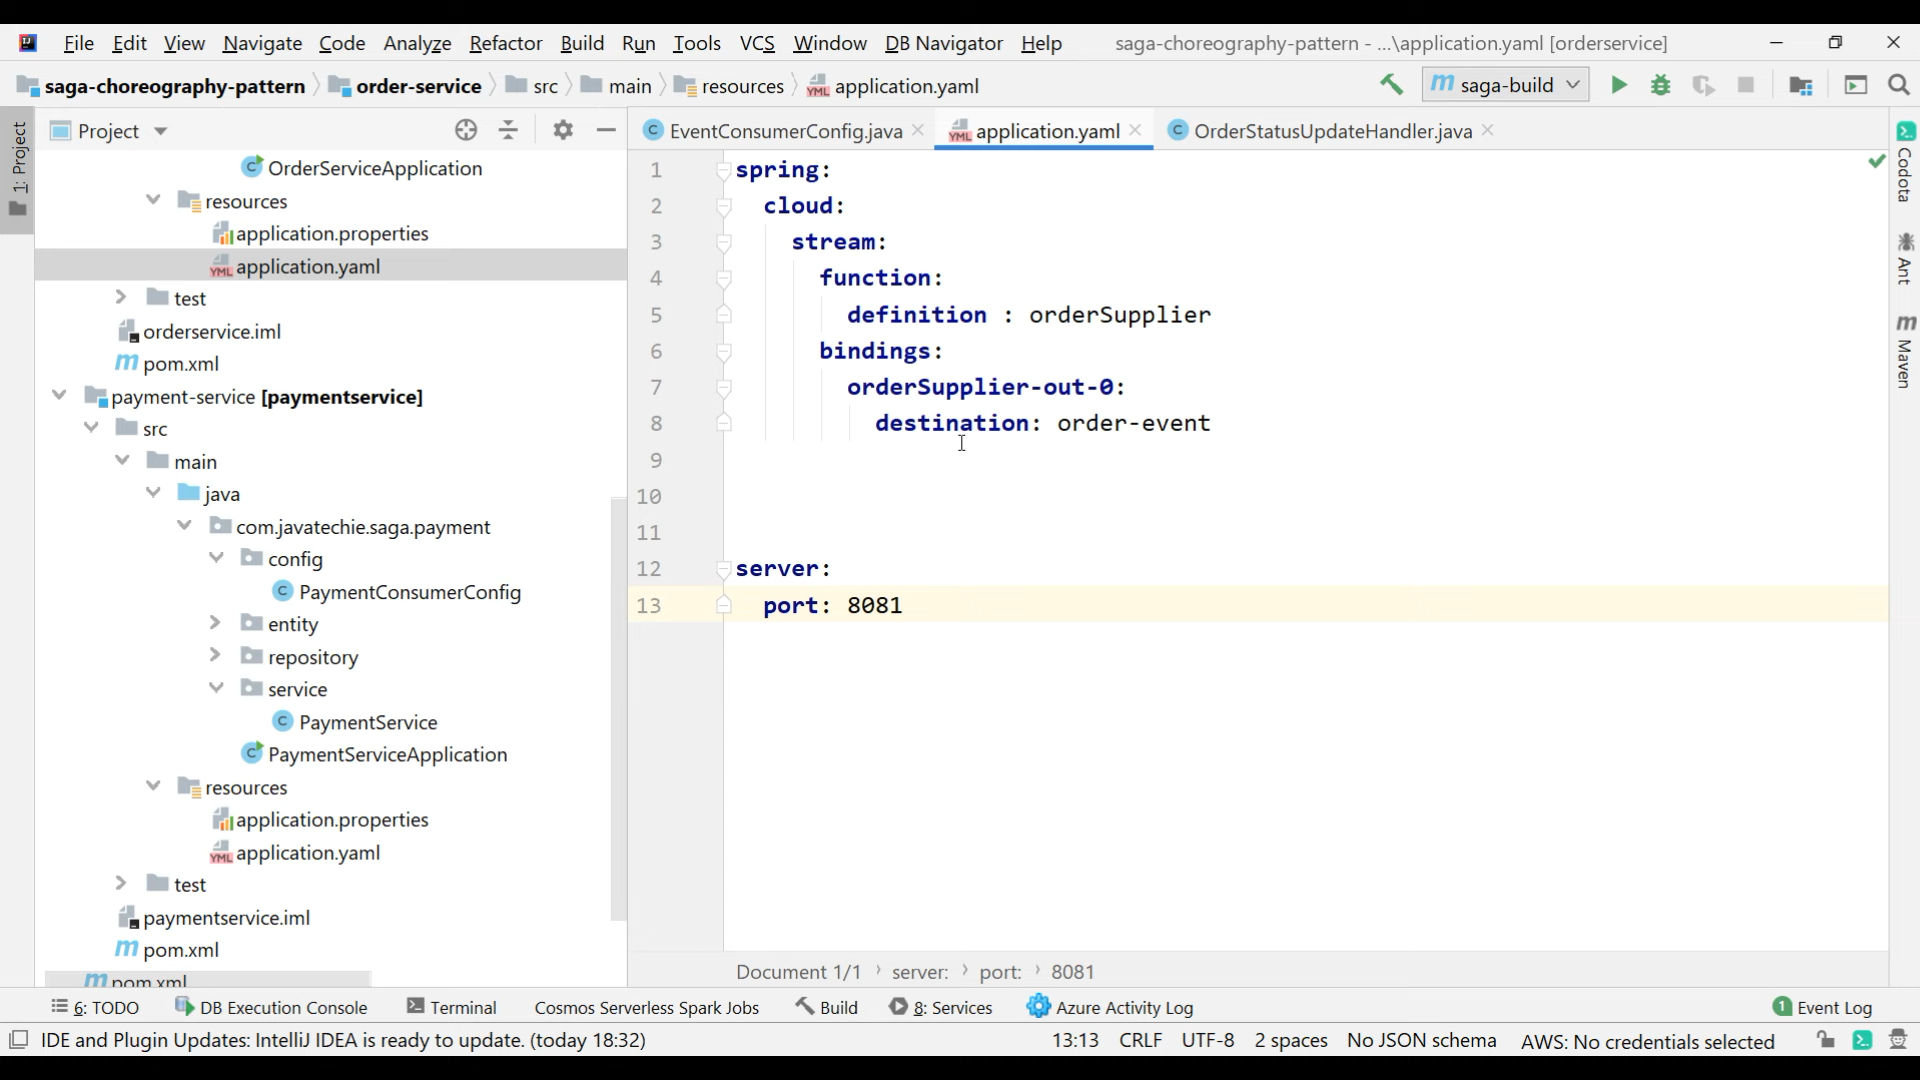 File Edit View Navigate Code Analyze Refactor Build Run Tools VCS Window DB Navigator Help saga-choreography-pattern - ...\application.yaml [orderservice]
saga-choreography-pattern order-service src main resources application.yaml saga-build
Project
EventConsumerConfig.java application.yaml OrderStatusUpdateHandler.java
1: Project
OrderServiceApplication
resources
application.properties
application.yaml
test
orderservice.iml
pom.xml
payment-service [paymentservice]
src
main
java
com.javatechie.saga.payment
config
PaymentConsumerConfig
entity
repository
service
PaymentService
PaymentServiceApplication
resources
application.properties
application.yaml
test
paymentservice.iml
pom.xml
pom.xml
1 spring:
2 cloud:
3 stream:
4 function:
5 definition : orderSupplier
6 bindings:
7 orderSupplier-out-0:
8 destination: order-event
9
10
11
12 server:
13 port: 8081
Document 1/1 › server: › port: › 8081
Codota
Ant
Maven
6: TODO DB Execution Console Terminal Cosmos Serverless Spark Jobs Build 8: Services Azure Activity Log 1 Event Log
IDE and Plugin Updates: IntelliJ IDEA is ready to update. (today 18:32) 13:13 CRLF UTF-8 2 spaces No JSON schema AWS: No credentials selected